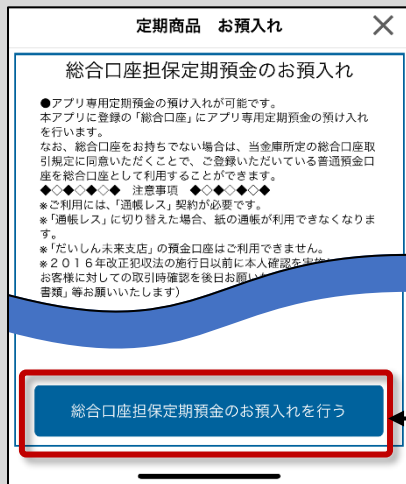 定期商品　お預入れ
総合口座担保定期預金のお預入れ
●アプリ専用定期預金の預け入れが可能です。
本アプリに登録の「総合口座」にアプリ専用定期預金の預け入れ
を行います。
なお、総合口座をお持ちでない場合は、当金庫所定の総合口座取
引規定に同意いただくことで、ご登録いただいている普通預金口
座を総合口座として利用することができます。
◆◇◆◇◆◇◆　注意事項　◆◇◆◇◆◇◆
※ご利用には、「通帳レス」契約が必要です。
※「通帳レス」に切り替えた場合、紙の通帳が利用できなくなりま
す。
※「だいしん未来支店」の預金口座はご利用できません。
※２０１６年改正犯収法の施行日以前に本人確認を実施
お客様に対しての取引時確認を後日お願い
書類」等お願いいたします）
総合口座担保定期預金のお預入れを行う